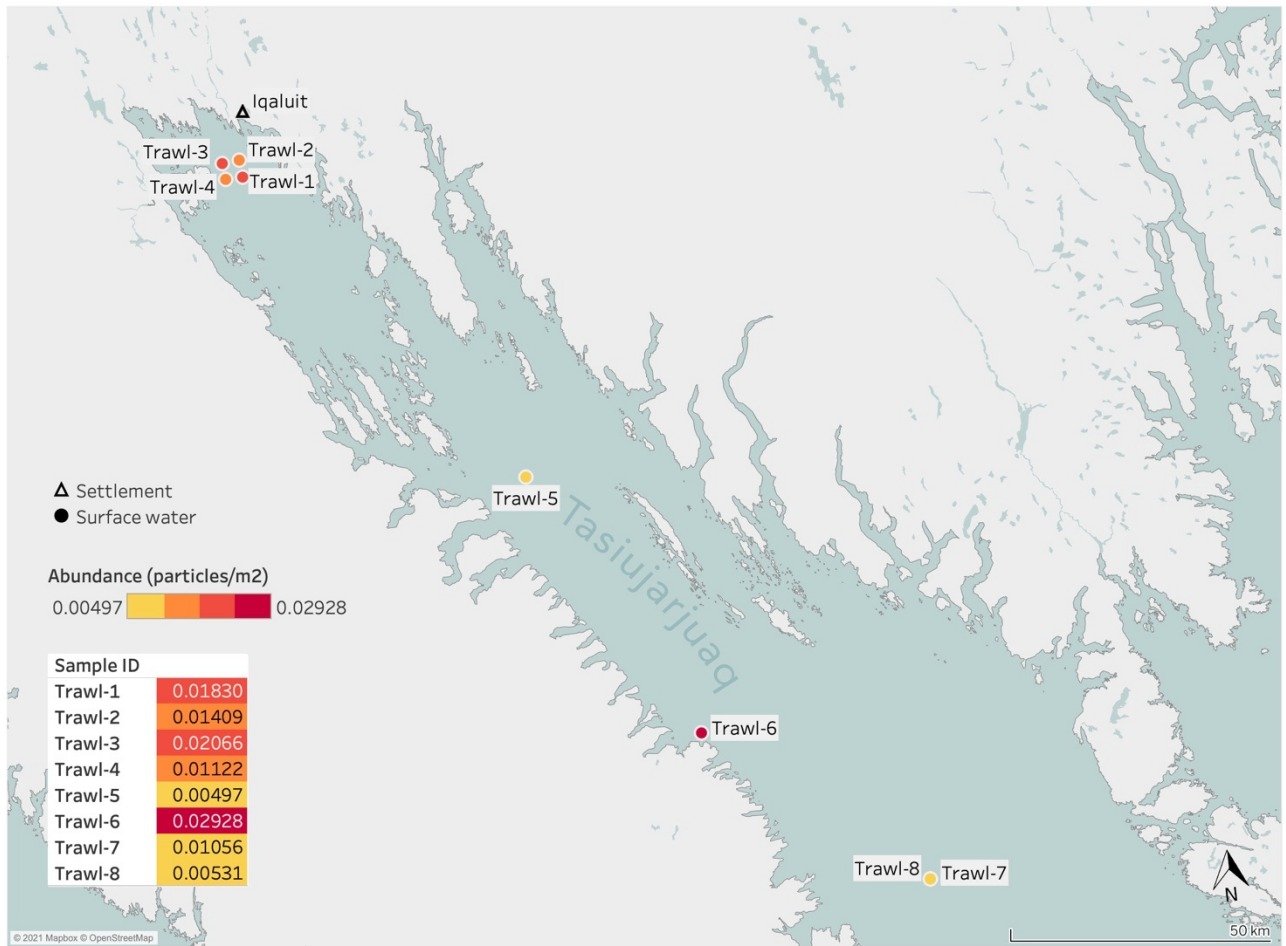 Iqaluit
Trawl-3
Trawl-2
Trawl-4
Trawl-1
Trawl-5
Tasiujarjuaq
Settlement
Surface water
Abundance (particles/m2)
0.00497 0.02928
Sample ID
Trawl-1 0.01830
Trawl-2 0.01409
Trawl-3 0.02066
Trawl-4 0.01122
Trawl-5 0.00497
Trawl-6 0.02928
Trawl-7 0.01056
Trawl-8 0.00531
Trawl-6
Trawl-8 Trawl-7
N
50 km
© 2021 Mapbox © OpenStreetMap